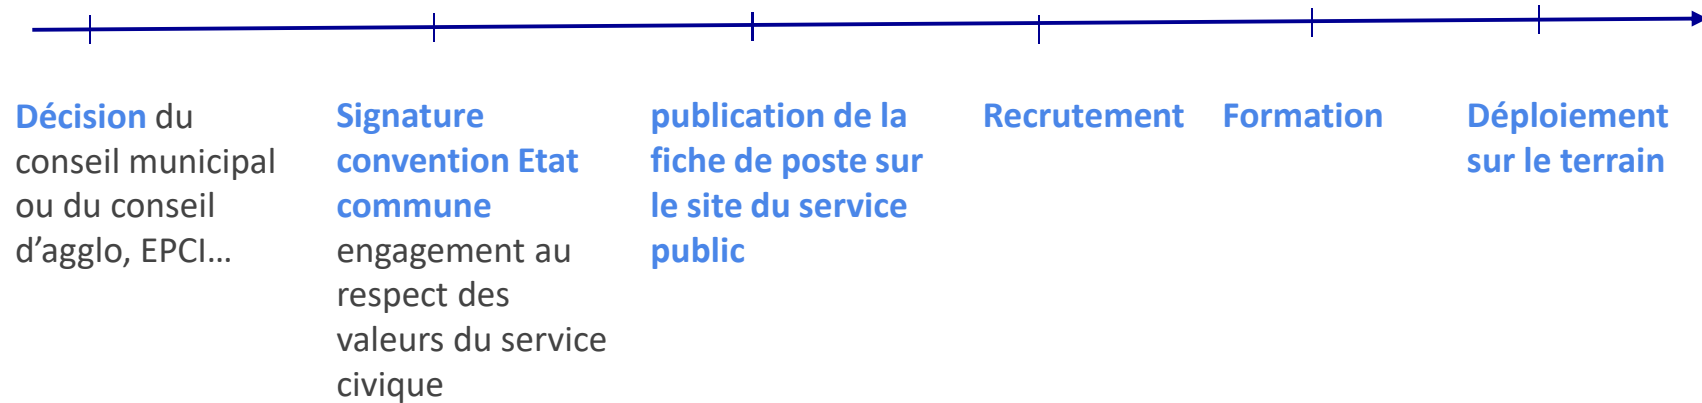 Décision du
conseil municipal
ou du conseil
d’agglo, EPCI…
Signature
convention Etat
commune
engagement au
respect des
valeurs du service
civique
publication de la
fiche de poste sur
le site du service
public
Recrutement
Formation
Déploiement
sur le terrain